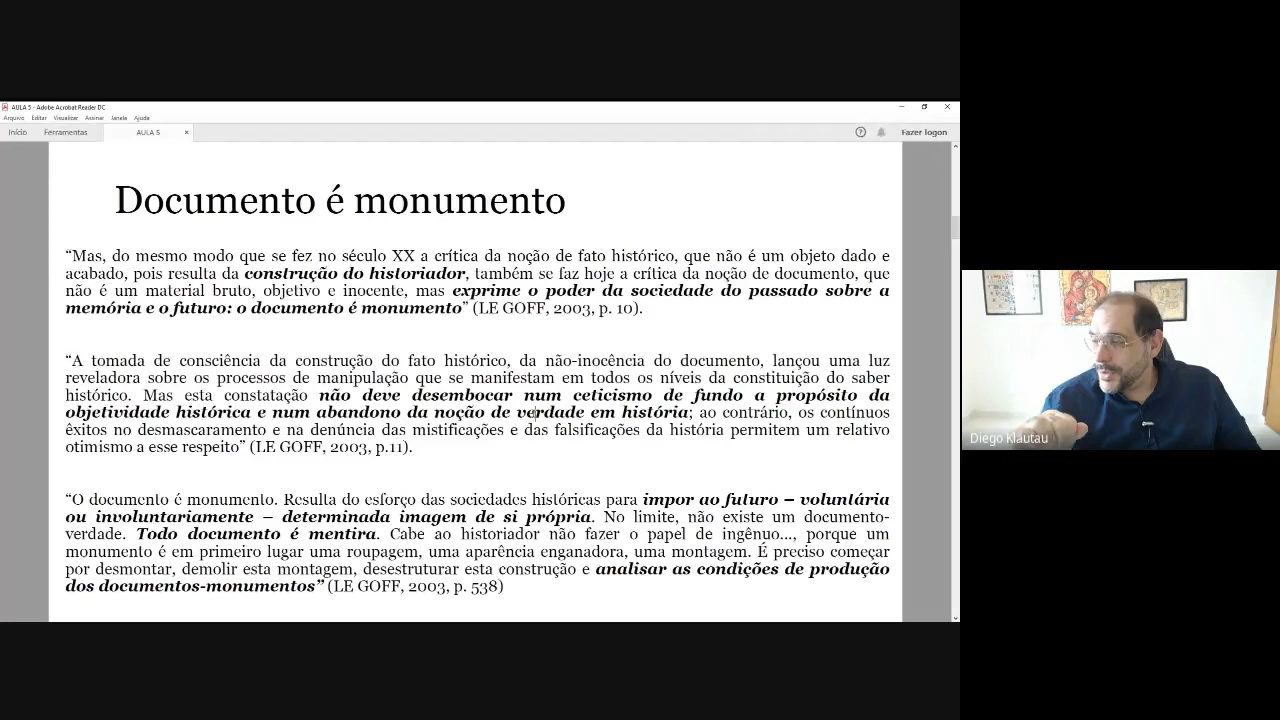 AULA 5 - Adobe Acrobat Reader DC
Arquivo Editar Visualizar Assinar Janela Ajuda
Início Ferramentas AULA 5 × Fazer logon
Documento é monumento
“Mas, do mesmo modo que se fez no século XX a crítica da noção de fato histórico, que não é um objeto dado e
acabado, pois resulta da construção do historiador, também se faz hoje a crítica da noção de documento, que
não é um material bruto, objetivo e inocente, mas exprime o poder da sociedade do passado sobre a
memória e o futuro: o documento é monumento” (LE GOFF, 2003, p. 10).
“A tomada de consciência da construção do fato histórico, da não-inocência do documento, lançou uma luz
reveladora sobre os processos de manipulação que se manifestam em todos os níveis da constituição do saber
histórico. Mas esta constatação não deve desembocar num ceticismo de fundo a propósito da
objetividade histórica e num abandono da noção de verdade em história; ao contrário, os contínuos
êxitos no desmascaramento e na denúncia das mistificações e das falsificações da história permitem um relativo
otimismo a esse respeito” (LE GOFF, 2003, p.11).
“O documento é monumento. Resulta do esforço das sociedades históricas para impor ao futuro – voluntária
ou involuntariamente – determinada imagem de si própria. No limite, não existe um documento-
verdade. Todo documento é mentira. Cabe ao historiador não fazer o papel de ingênuo..., porque um
monumento é em primeiro lugar uma roupagem, uma aparência enganadora, uma montagem. É preciso começar
por desmontar, demolir esta montagem, desestruturar esta construção e analisar as condições de produção
dos documentos-monumentos” (LE GOFF, 2003, p. 538)
Diego Klautau